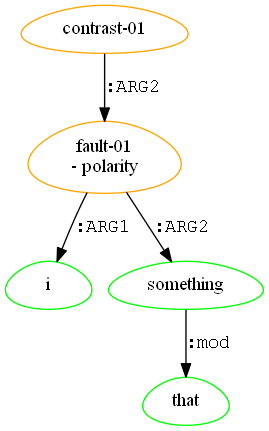 contrast-01
:ARG2
fault-01
- polarity
:ARG1
:ARG2
i
something
:mod
that